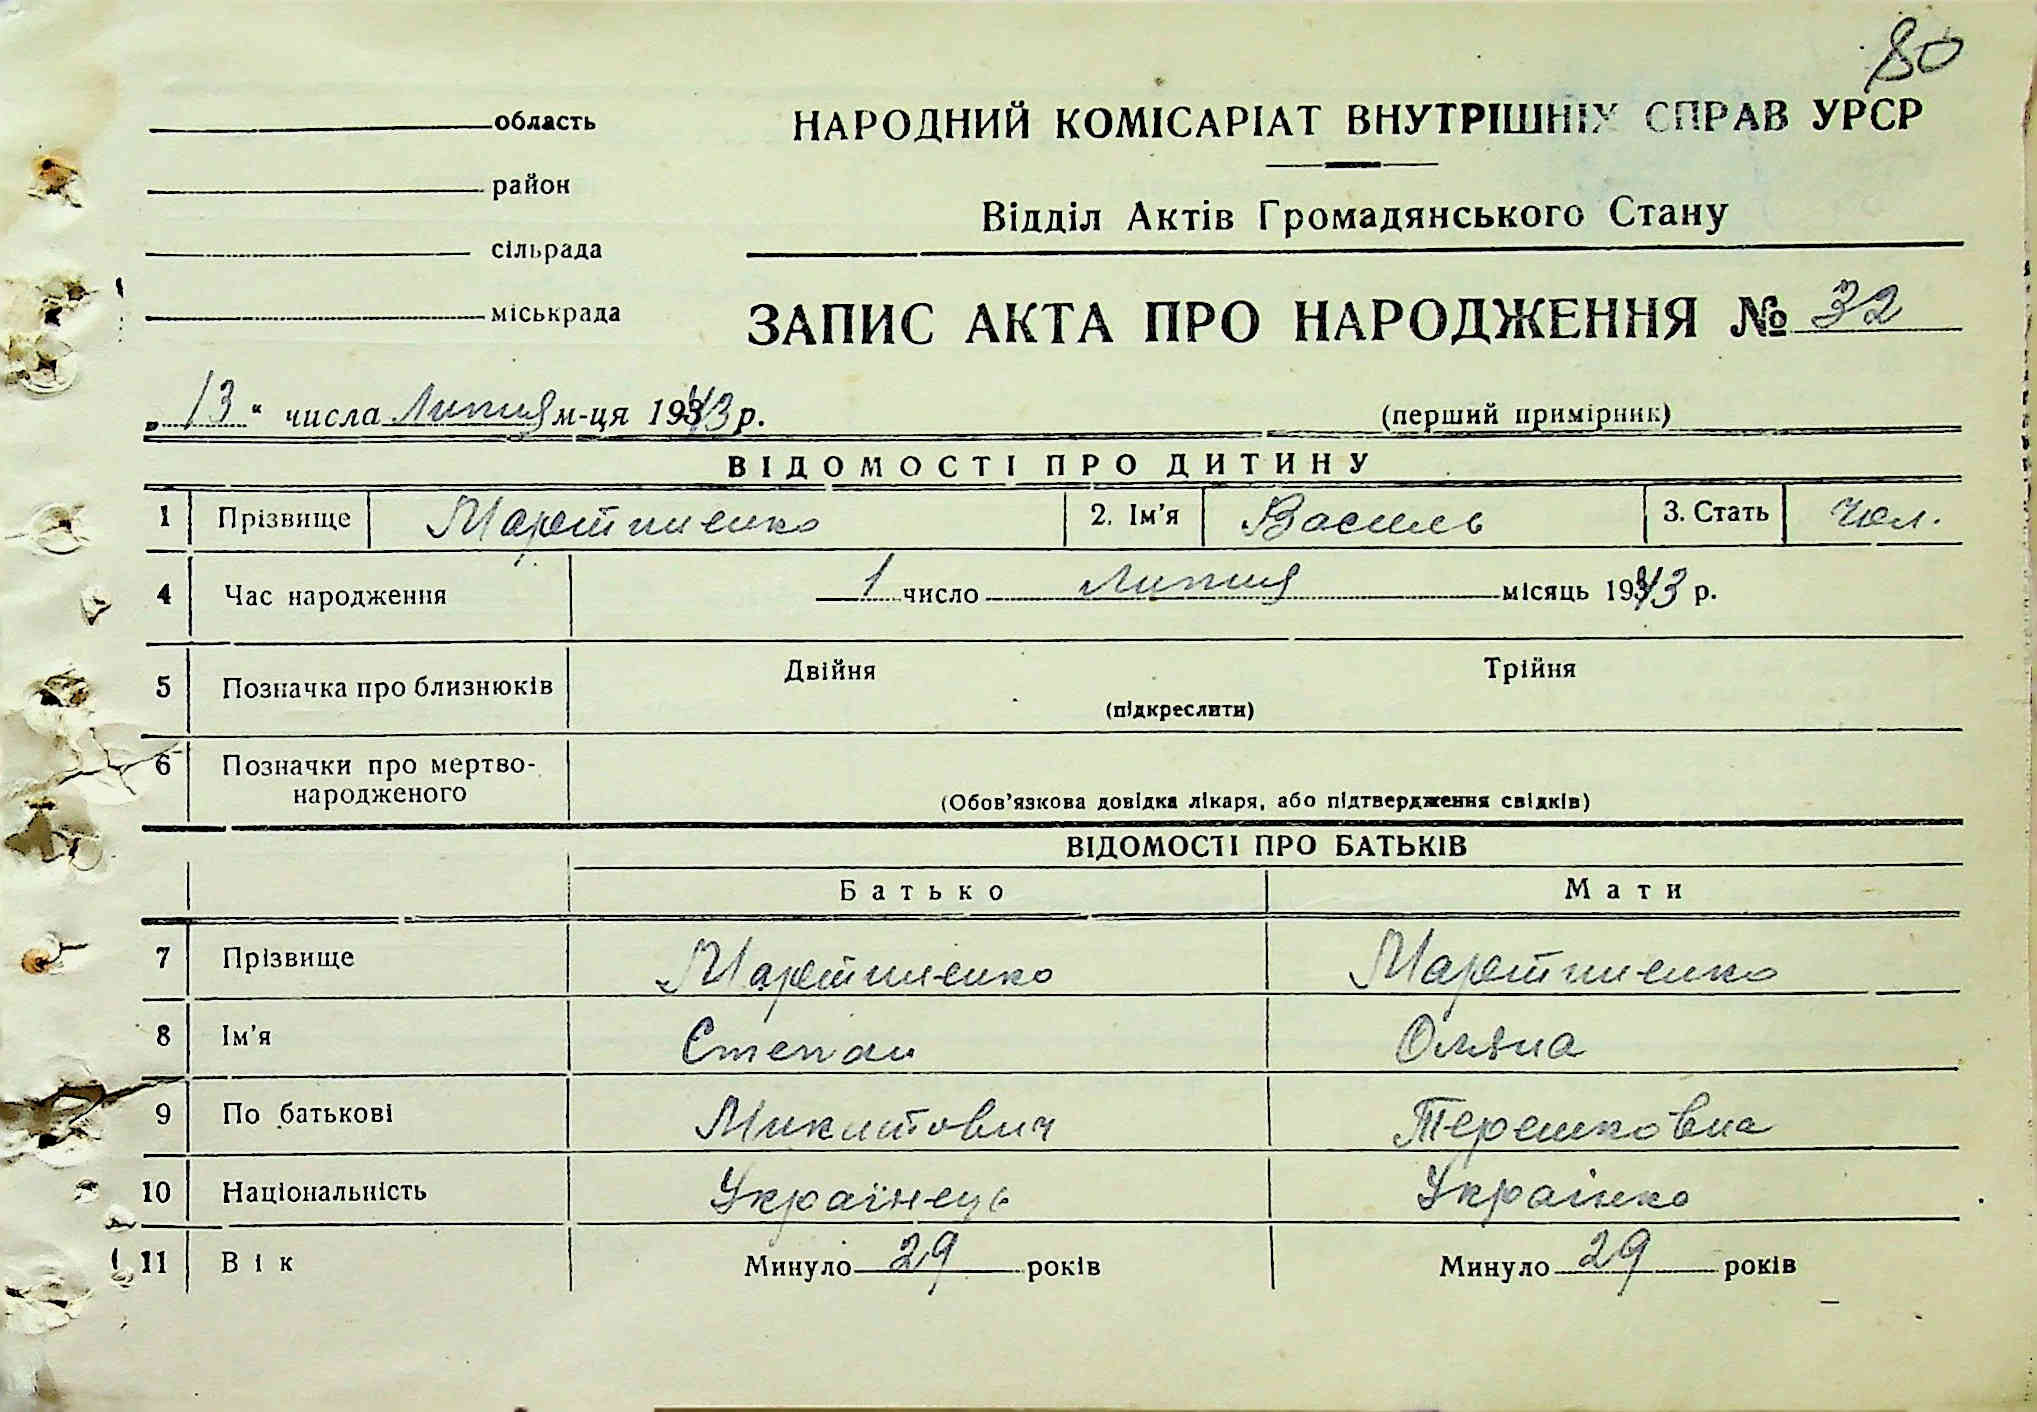 80
область
НАРОДНИЙ КОМІСАРІАТ ВНУТРІШНІХ СПРАВ УРСР
район
Відділ Актів Громадянського Стану
сільрада
міськрада
ЗАПИС АКТА ПРО НАРОДЖЕННЯ № 32
„ 13 “ числа Липня м-ця 1943 р.
(перший примірник)
ВІДОМОСТІ ПРО ДИТИНУ
1 Прізвище Мартиненко 2. Ім’я Василь 3. Стать чол.
4 Час народження 1 число Липня місяць 1943 р.
5 Позначка про близнюків Двійня Трійня
(підкреслити)
6 Позначки про мертво-
народженого
(Обов’язкова довідка лікаря, або підтвердження свідків)
ВІДОМОСТІ ПРО БАТЬКІВ
Батько Мати
7 Прізвище Мартиненко Мартиненко
8 Ім’я Степан Оляна
9 По батькові Микитович Терешковна
10 Національність Українець Українка
11 Вік Минуло 29 років Минуло 29 років